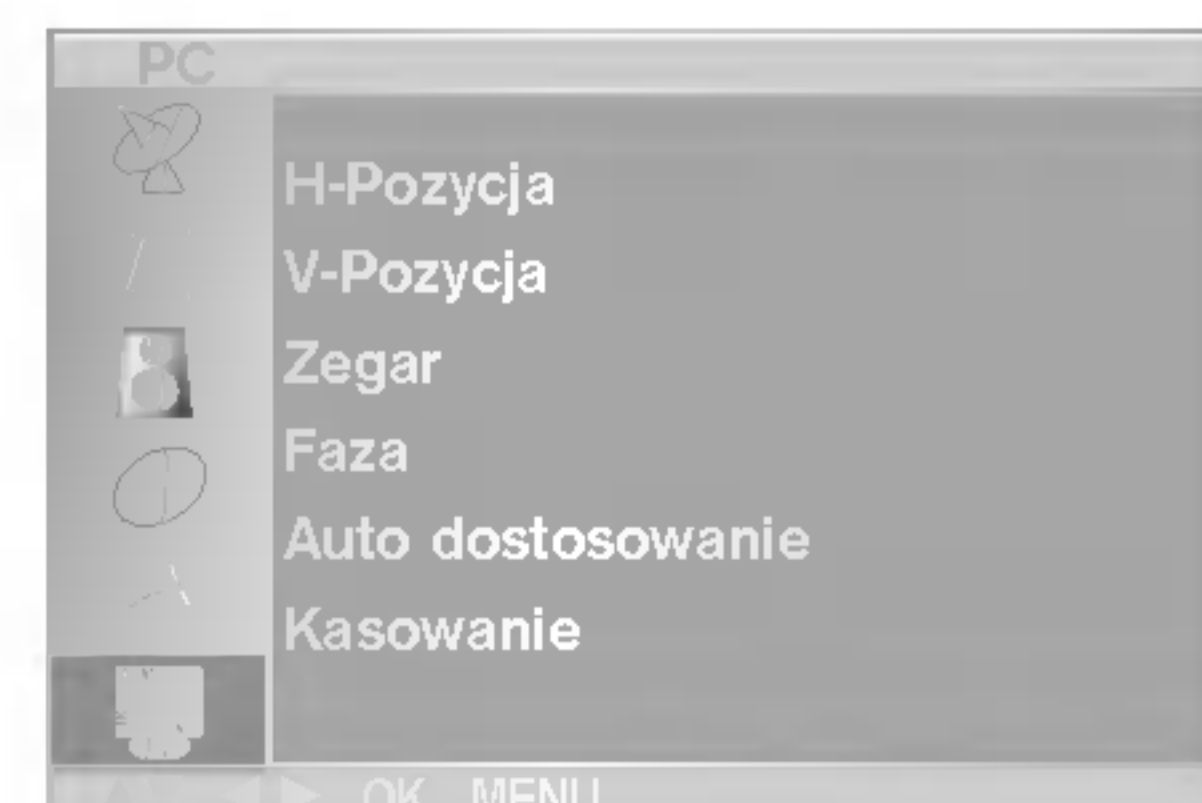 PC
H-Pozycja
V-Pozycja
Zegar
Faza
Auto dostosowanie
Kasowanie
OK MENU